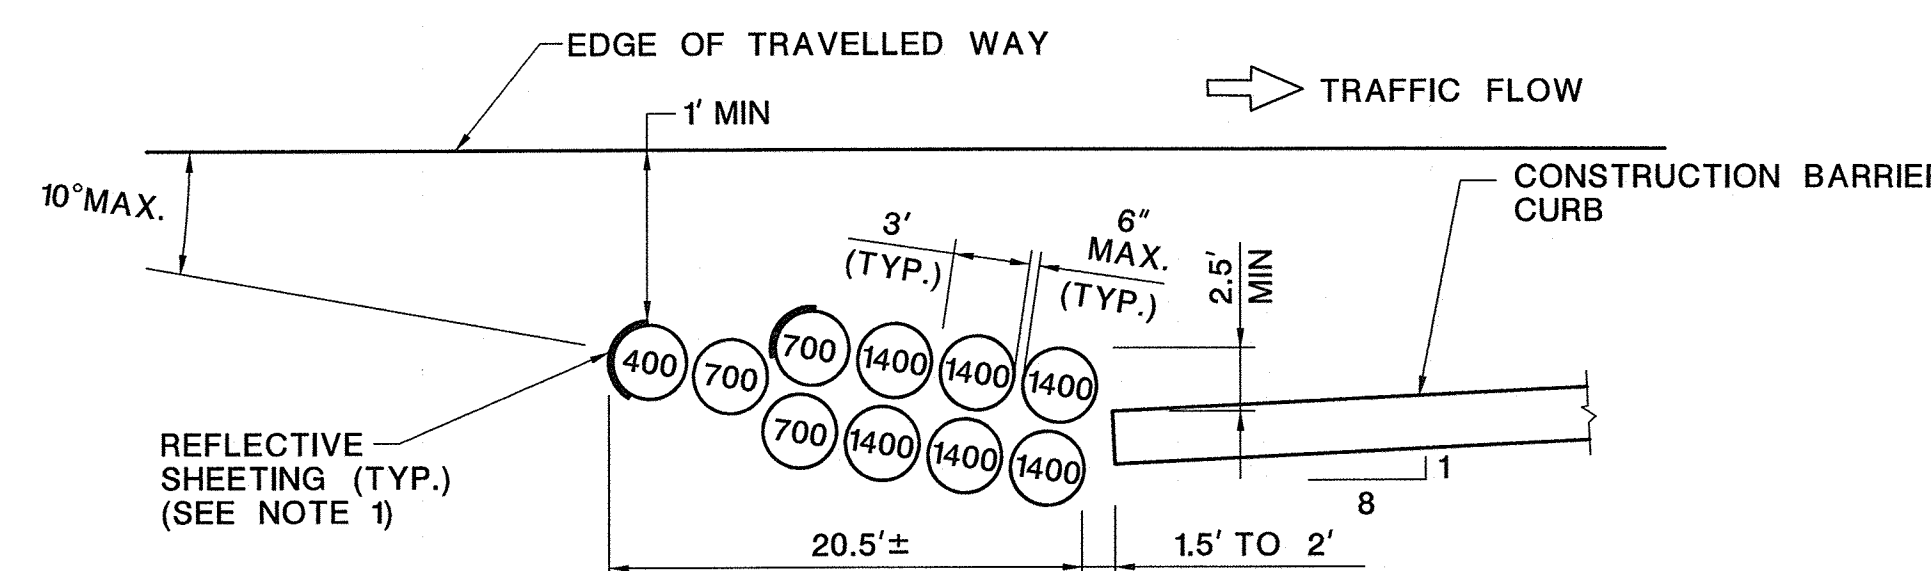 EDGE OF TRAVELLED WAY
TRAFFIC FLOW
1' MIN
10° MAX.
CONSTRUCTION BARRIER
CURB
3'
(TYP.)
6"
MAX.
(TYP.)
2.5'
MIN
400
700
700
1400
1400
1400
700
1400
1400
1400
REFLECTIVE
SHEETING (TYP.)
(SEE NOTE 1)
1
8
20.5'±
1.5' TO 2'